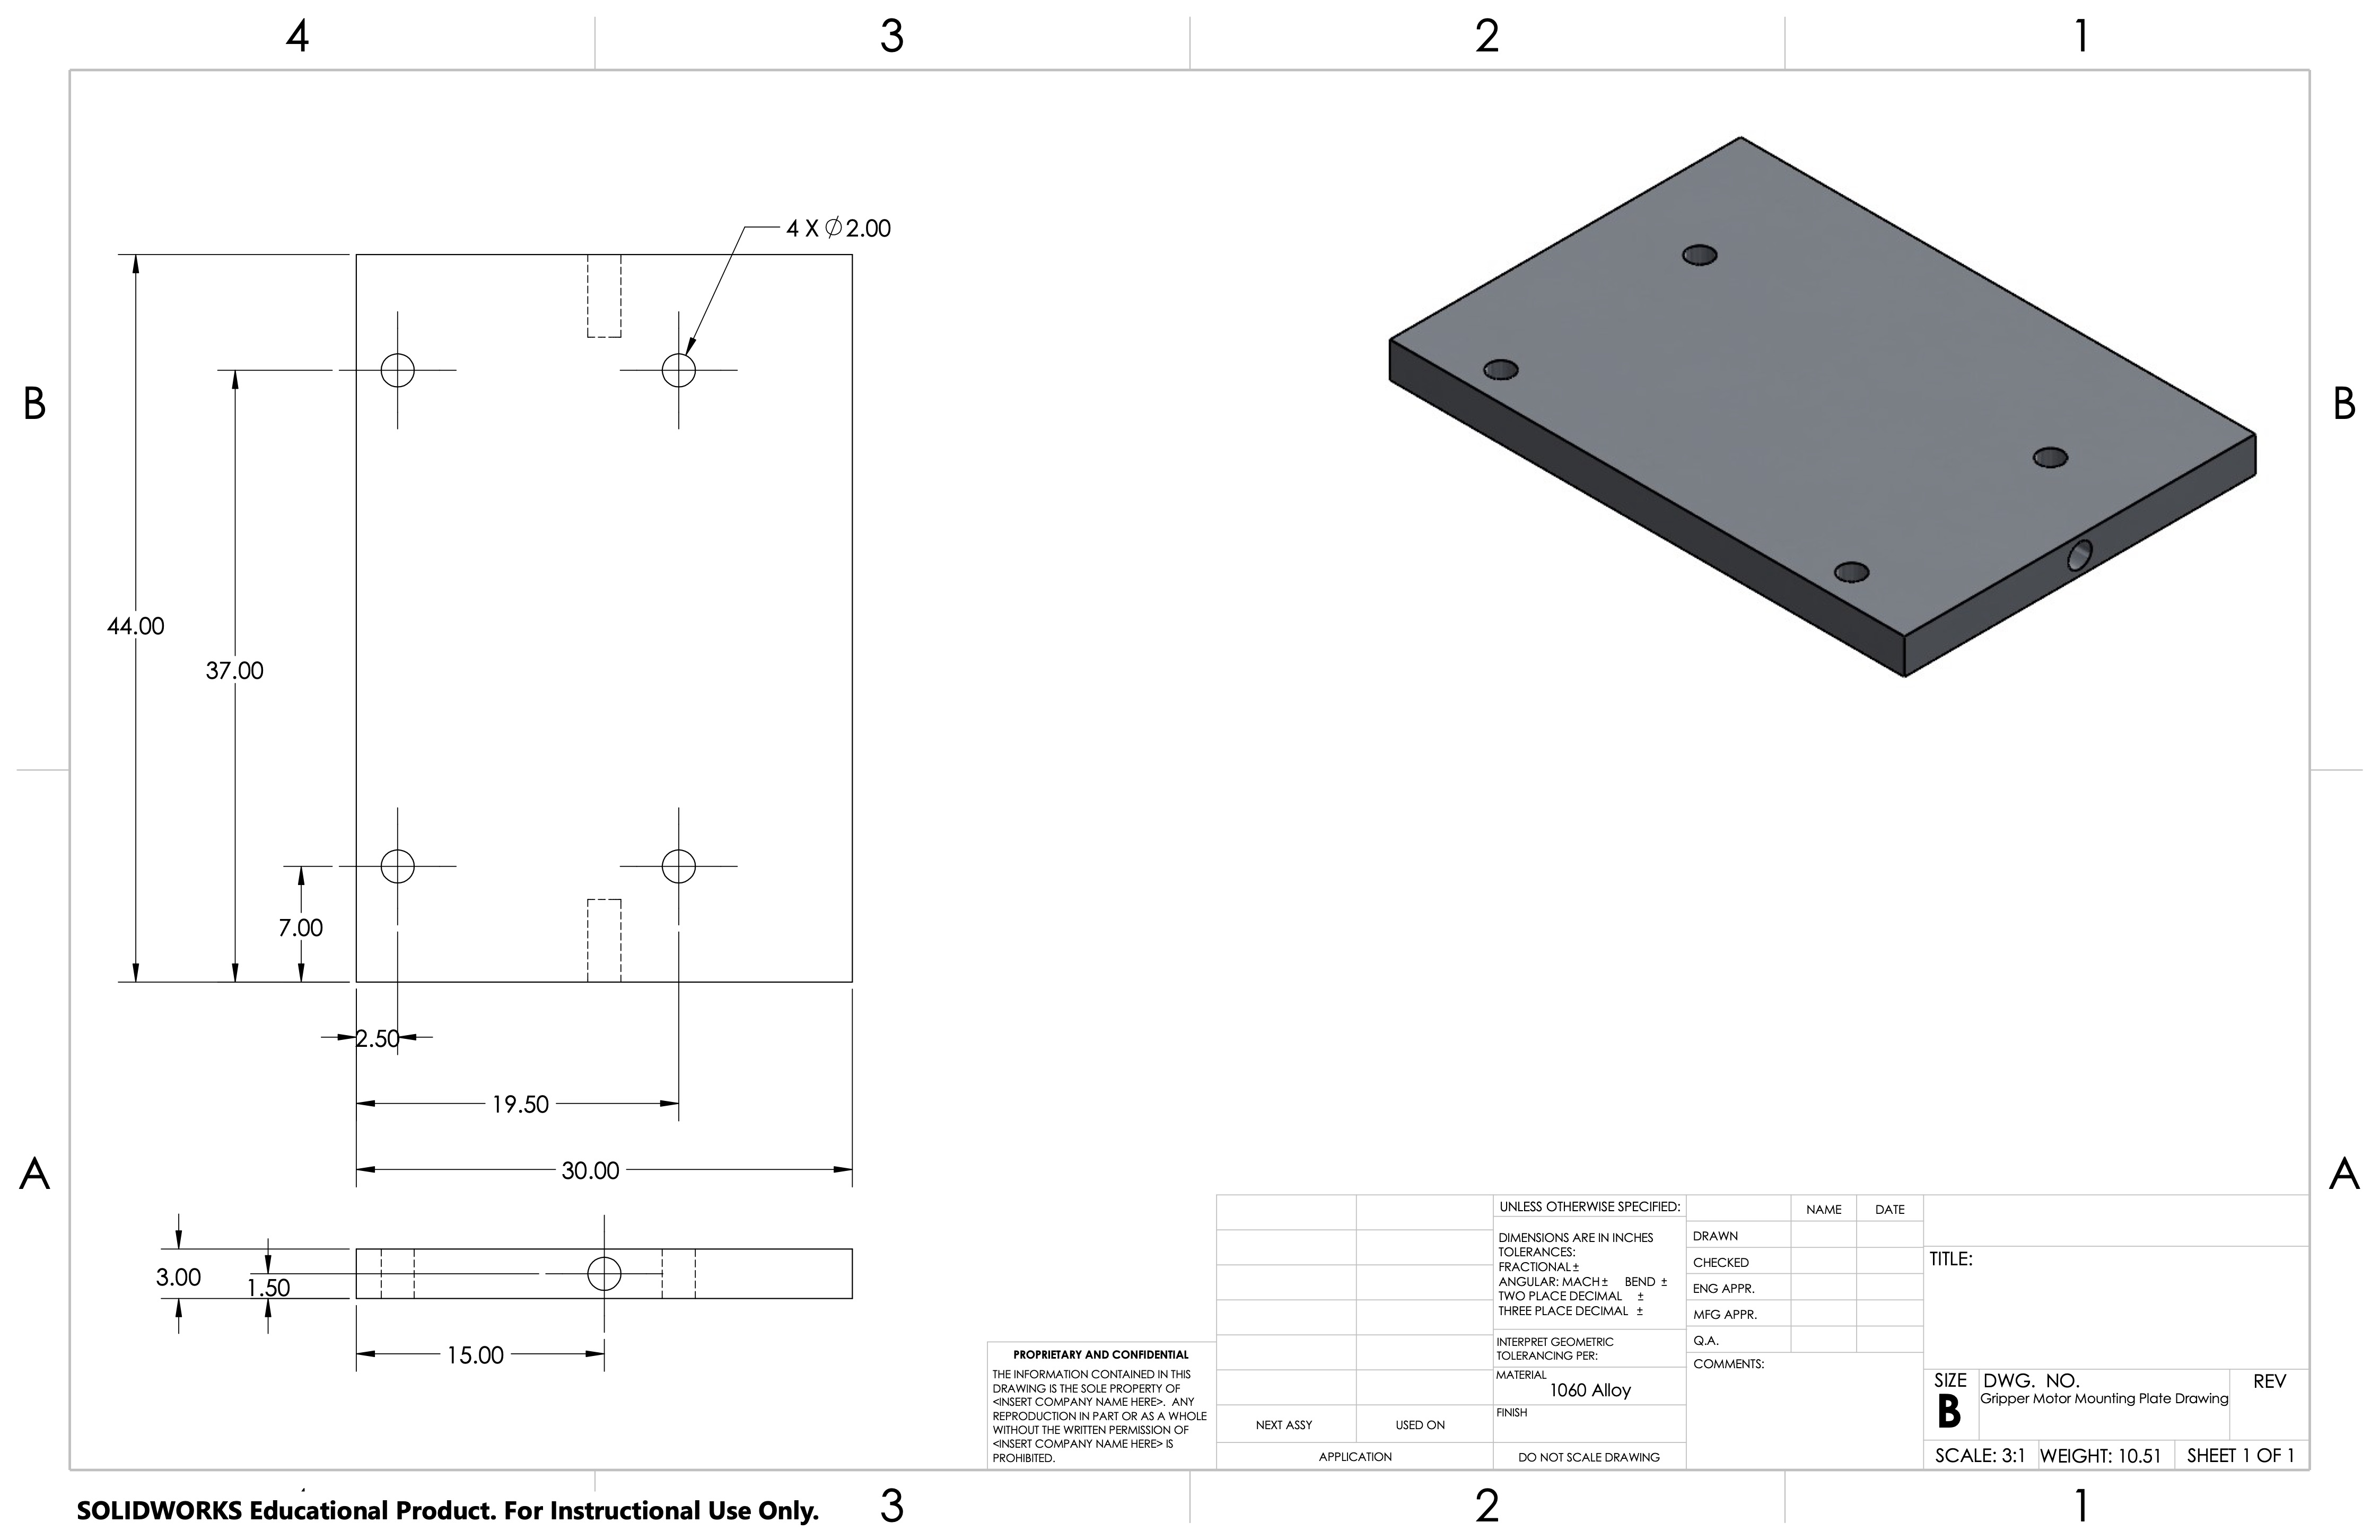 4 3 2 1
4 X ∅2.00
B B
44.00
37.00
7.00
2.50
19.50
30.00
A A
3.00
1.50
15.00
PROPRIETARY AND CONFIDENTIAL
THE INFORMATION CONTAINED IN THIS
DRAWING IS THE SOLE PROPERTY OF
<INSERT COMPANY NAME HERE>. ANY
REPRODUCTION IN PART OR AS A WHOLE
WITHOUT THE WRITTEN PERMISSION OF
<INSERT COMPANY NAME HERE> IS
PROHIBITED.
NEXT ASSY USED ON
APPLICATION
UNLESS OTHERWISE SPECIFIED:
DIMENSIONS ARE IN INCHES
TOLERANCES:
FRACTIONAL ±
ANGULAR: MACH ± BEND ±
TWO PLACE DECIMAL ±
THREE PLACE DECIMAL ±
INTERPRET GEOMETRIC
TOLERANCING PER:
MATERIAL
1060 Alloy
FINISH
DO NOT SCALE DRAWING
NAME DATE
DRAWN
CHECKED
ENG APPR.
MFG APPR.
Q.A.
COMMENTS:
TITLE:
SIZE DWG. NO. REV
B Gripper Motor Mounting Plate Drawing
SCALE: 3:1 WEIGHT: 10.51 SHEET 1 OF 1
SOLIDWORKS Educational Product. For Instructional Use Only.
3 2 1